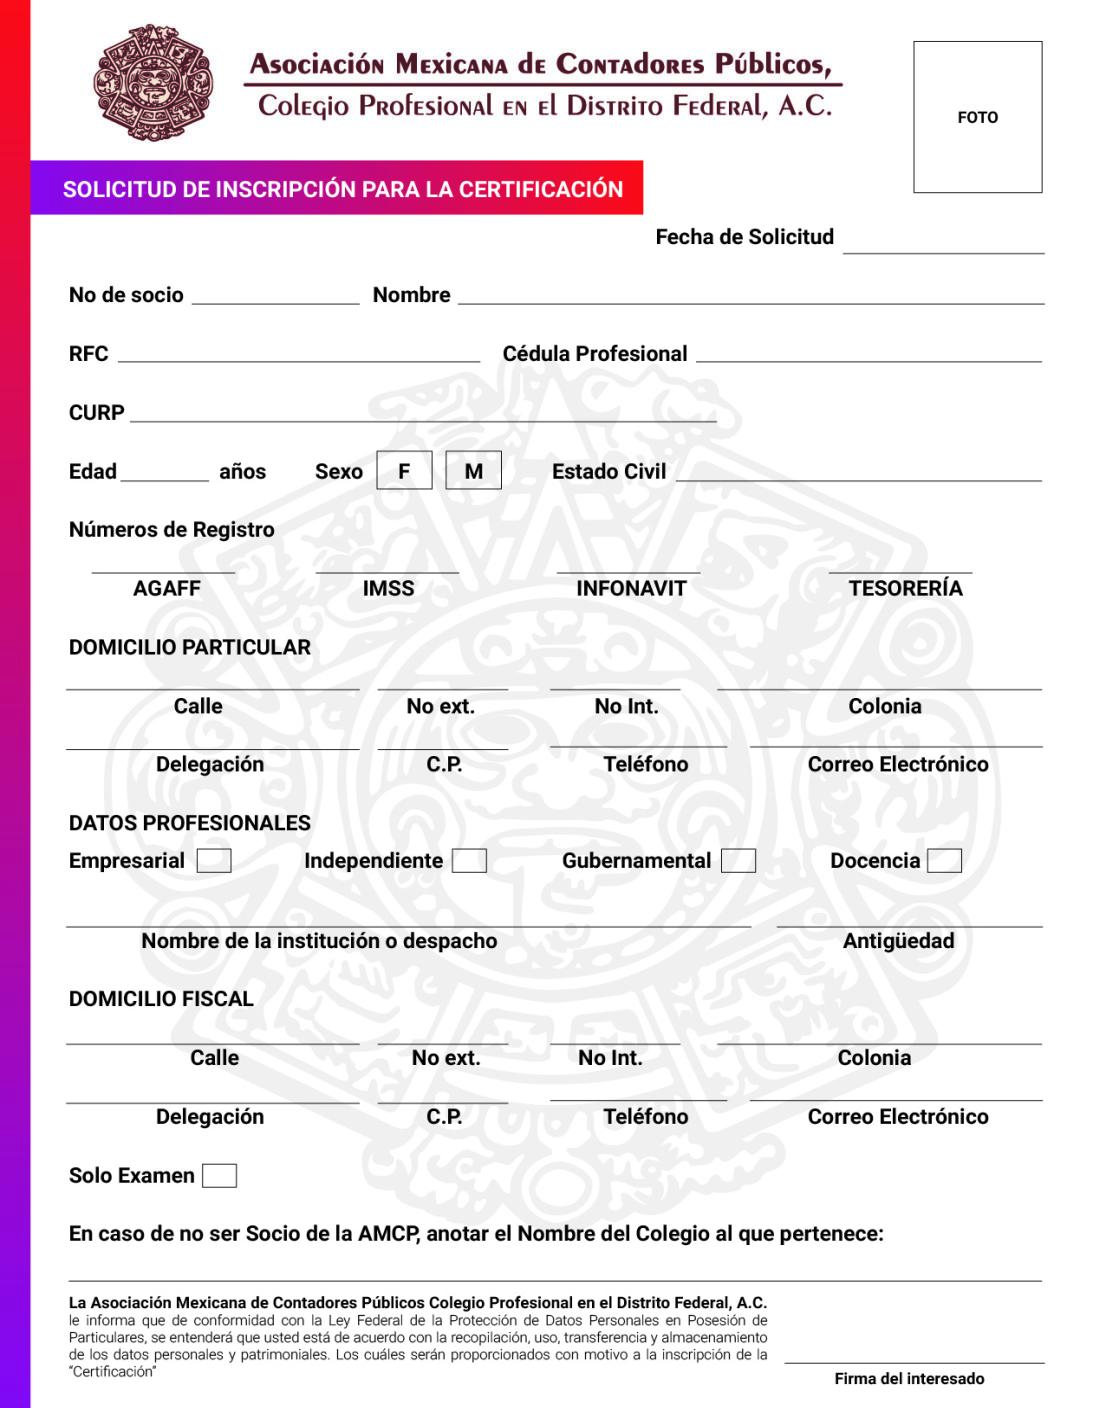 Asociación Mexicana de Contadores Públicos,
Colegio Profesional en el Distrito Federal, A.C.
FOTO
SOLICITUD DE INSCRIPCIÓN PARA LA CERTIFICACIÓN
Fecha de Solicitud
No de socio Nombre
RFC Cédula Profesional
CURP
Edad años Sexo F M Estado Civil
Números de Registro
AGAFF IMSS INFONAVIT TESORERÍA
DOMICILIO PARTICULAR
Calle No ext. No Int. Colonia
Delegación C.P. Teléfono Correo Electrónico
DATOS PROFESIONALES
Empresarial Independiente Gubernamental Docencia
Nombre de la institución o despacho Antigüedad
DOMICILIO FISCAL
Calle No ext. No Int. Colonia
Delegación C.P. Teléfono Correo Electrónico
Solo Examen
En caso de no ser Socio de la AMCP, anotar el Nombre del Colegio al que pertenece:
La Asociación Mexicana de Contadores Públicos Colegio Profesional en el Distrito Federal, A.C.
le informa que de conformidad con la Ley Federal de la Protección de Datos Personales en Posesión de
Particulares, se entenderá que usted está de acuerdo con la recopilación, uso, transferencia y almacenamiento
de los datos personales y patrimoniales. Los cuáles serán proporcionados con motivo a la inscripción de la
"Certificación"
Firma del interesado